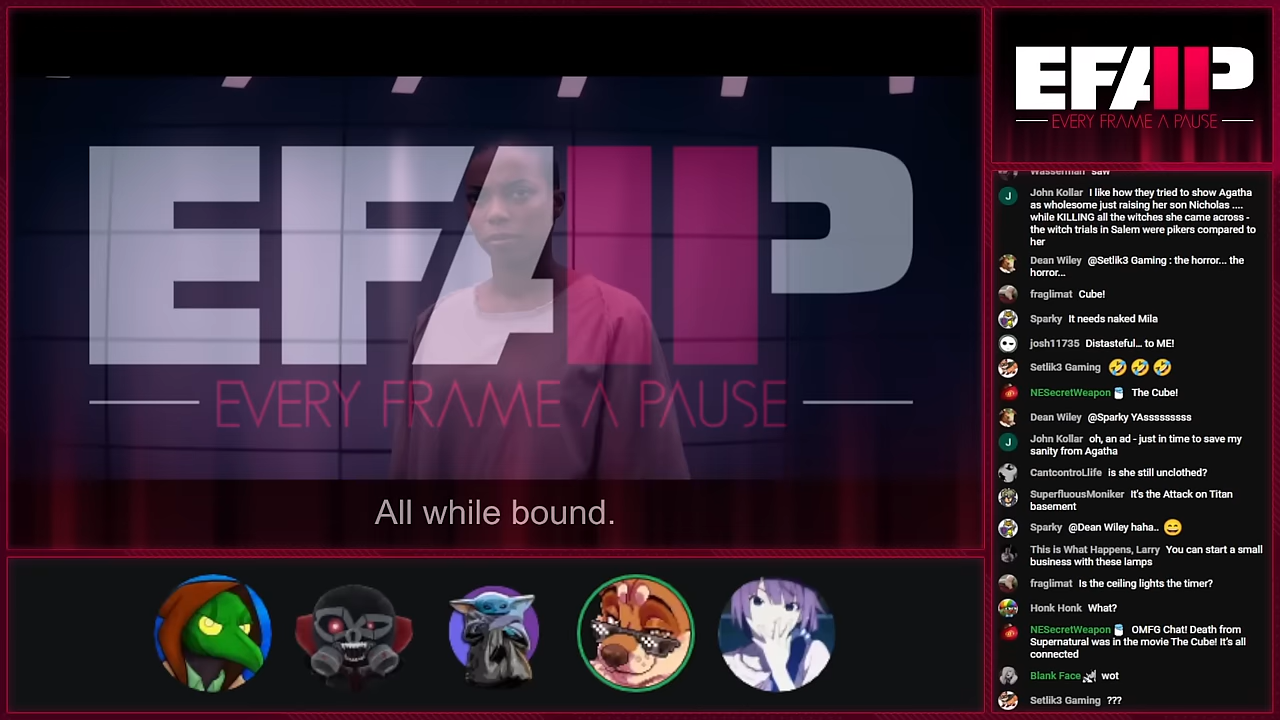 EFAP
EVERY FRAME A PAUSE
All while bound.
EFAP
EVERY FRAME A PAUSE
Wasserman saw
J
John Kollar I like how they tried to show Agatha
as wholesome just raising her son Nicholas ....
while KILLING all the witches she came across -
the witch trials in Salem were pikers compared to
her
Dean Wiley @Setlik3 Gaming : the horror... the
horror...
fraglimat Cube!
Sparky It needs naked Mila
josh11735 Distasteful... to ME!
Setlik3 Gaming 🤣🤣🤣
NESecretWeapon The Cube!
Dean Wiley @Sparky YAsssssssss
J
John Kollar oh, an ad - just in time to save my
sanity from Agatha
CantcontroLlife is she still unclothed?
SuperfluousMoniker It's the Attack on Titan
basement
Sparky @Dean Wiley haha.. 😄
This is What Happens, Larry You can start a small
business with these lamps
fraglimat Is the ceiling lights the timer?
Honk Honk What?
NESecretWeapon OMFG Chat! Death from
Supernatural was in the movie The Cube! It's all
connected
Blank Face wot
Setlik3 Gaming ???